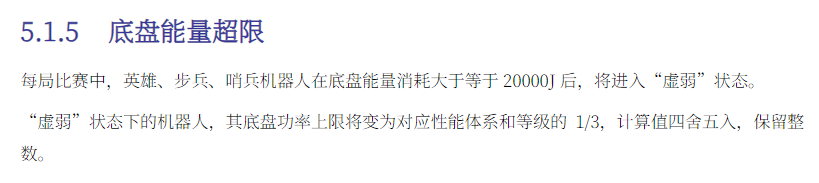 5.1.5 底盘能量超限
每局比赛中，英雄、步兵、哨兵机器人在底盘能量消耗大于等于 20000J 后，将进入“虚弱”状态。
“虚弱”状态下的机器人，其底盘功率上限将变为对应性能体系和等级的 1/3，计算值四舍五入，保留整
数。